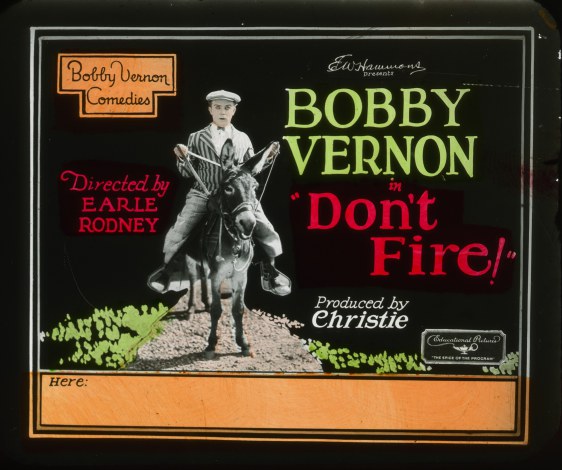 Bobby Vernon
Comedies
E.W. Hammons
presents
BOBBY
VERNON
in
"Don't
Fire!"
Directed by
EARLE
RODNEY
Produced by
Christie
Educational Pictures
"THE SPICE OF THE PROGRAM"
Here: